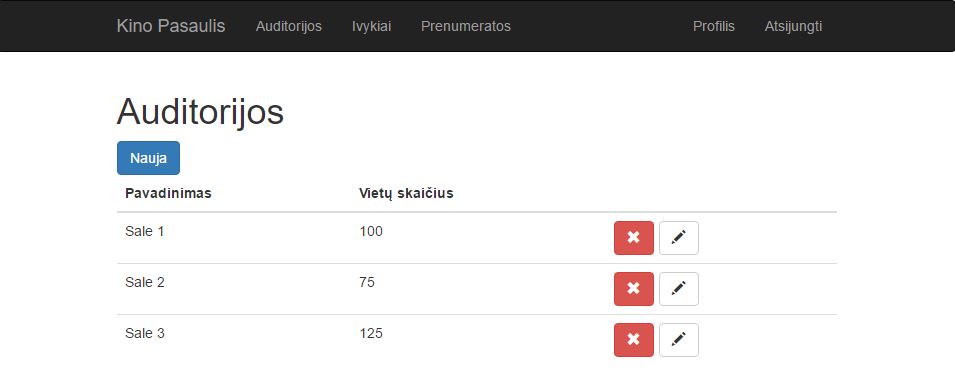 Kino Pasaulis Auditorijos Ivykiai Prenumeratos Profilis Atsijungti
Auditorijos
Nauja
Pavadinimas Vietų skaičius
Sale 1 100
Sale 2 75
Sale 3 125